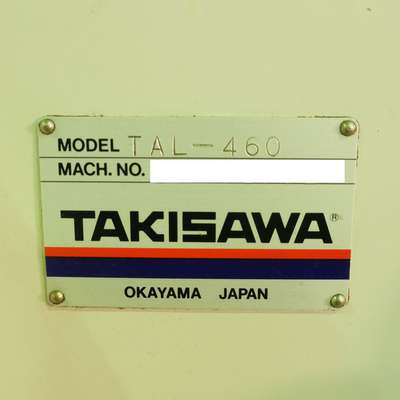 MODEL TAL-460
MACH. NO.
TAKISAWA®
OKAYAMA JAPAN